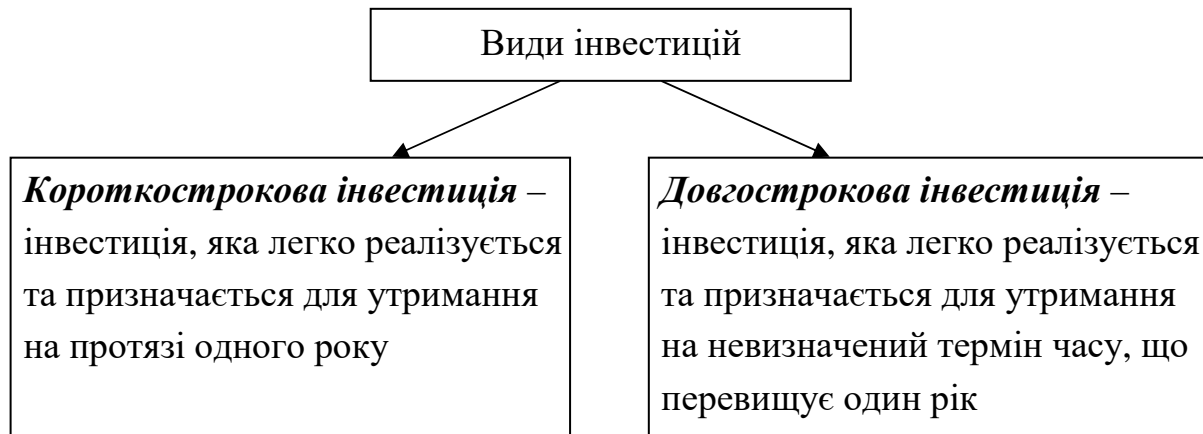 Види інвестицій
Короткострокова інвестиція –
інвестиція, яка легко реалізується
та призначається для утримання
на протязі одного року
Довгострокова інвестиція –
інвестиція, яка легко реалізується
та призначається для утримання
на невизначений термін часу, що
перевищує один рік